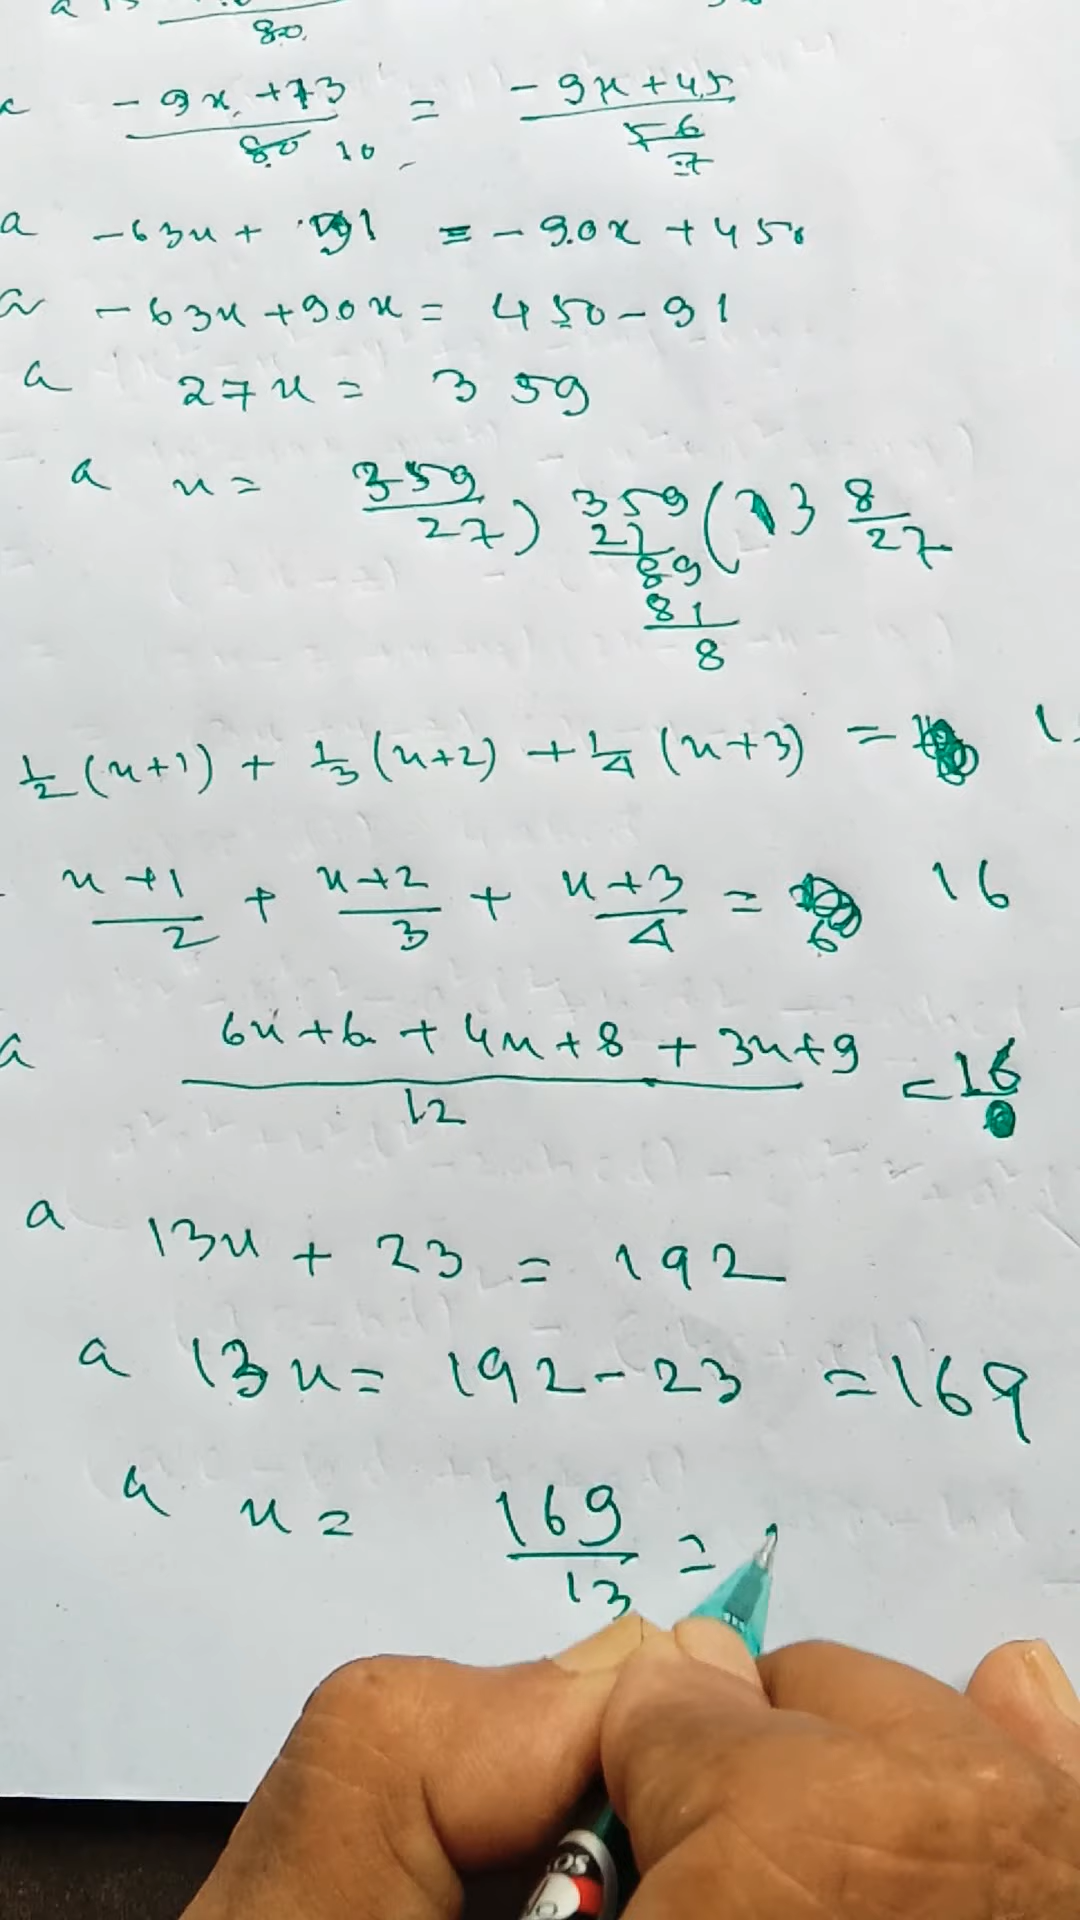 80
-9x+73/80 10 = -9x+45/56 7
a -63x + 91 = -90x + 450
a -63x + 90x = 450 - 91
a 27x = 359
a x = 359/27 ) 359 ( 13 8/27
27
89
81
8
1/2 (x+1) + 1/3 (x+2) + 1/4 (x+3) =
x+1/2 + x+2/3 + x+3/4 = 16
6
a 6x+6 + 4x+8 + 3x+9/12 = 16
a 13x + 23 = 192
a 13x = 192 - 23 = 169
a x = 169/13 =